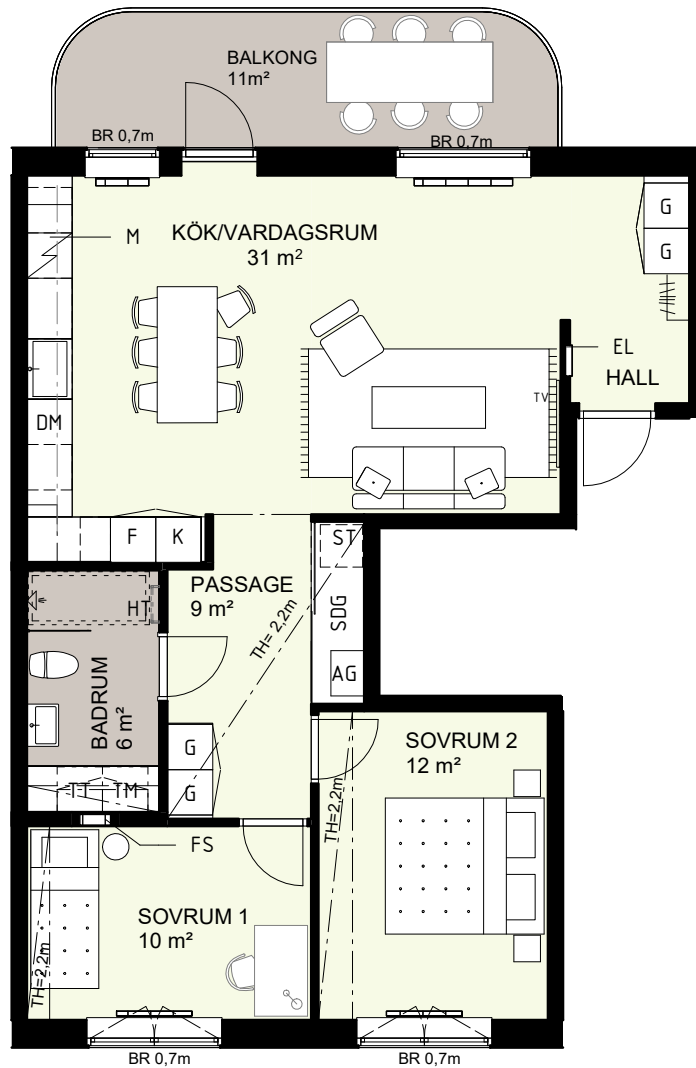 BALKONG
11m²
BR 0,7m
BR 0,7m
M
KÖK/VARDAGSRUM
31 m²
G
G
EL
HALL
TV
DM
F
K
ST
PASSAGE
9 m²
TH= 2,2m
SDG
HT
AG
BADRUM
6 m²
G
G
TT
TM
SOVRUM 2
12 m²
TH=2,2m
FS
SOVRUM 1
10 m²
TH=2,2m
BR 0,7m
BR 0,7m